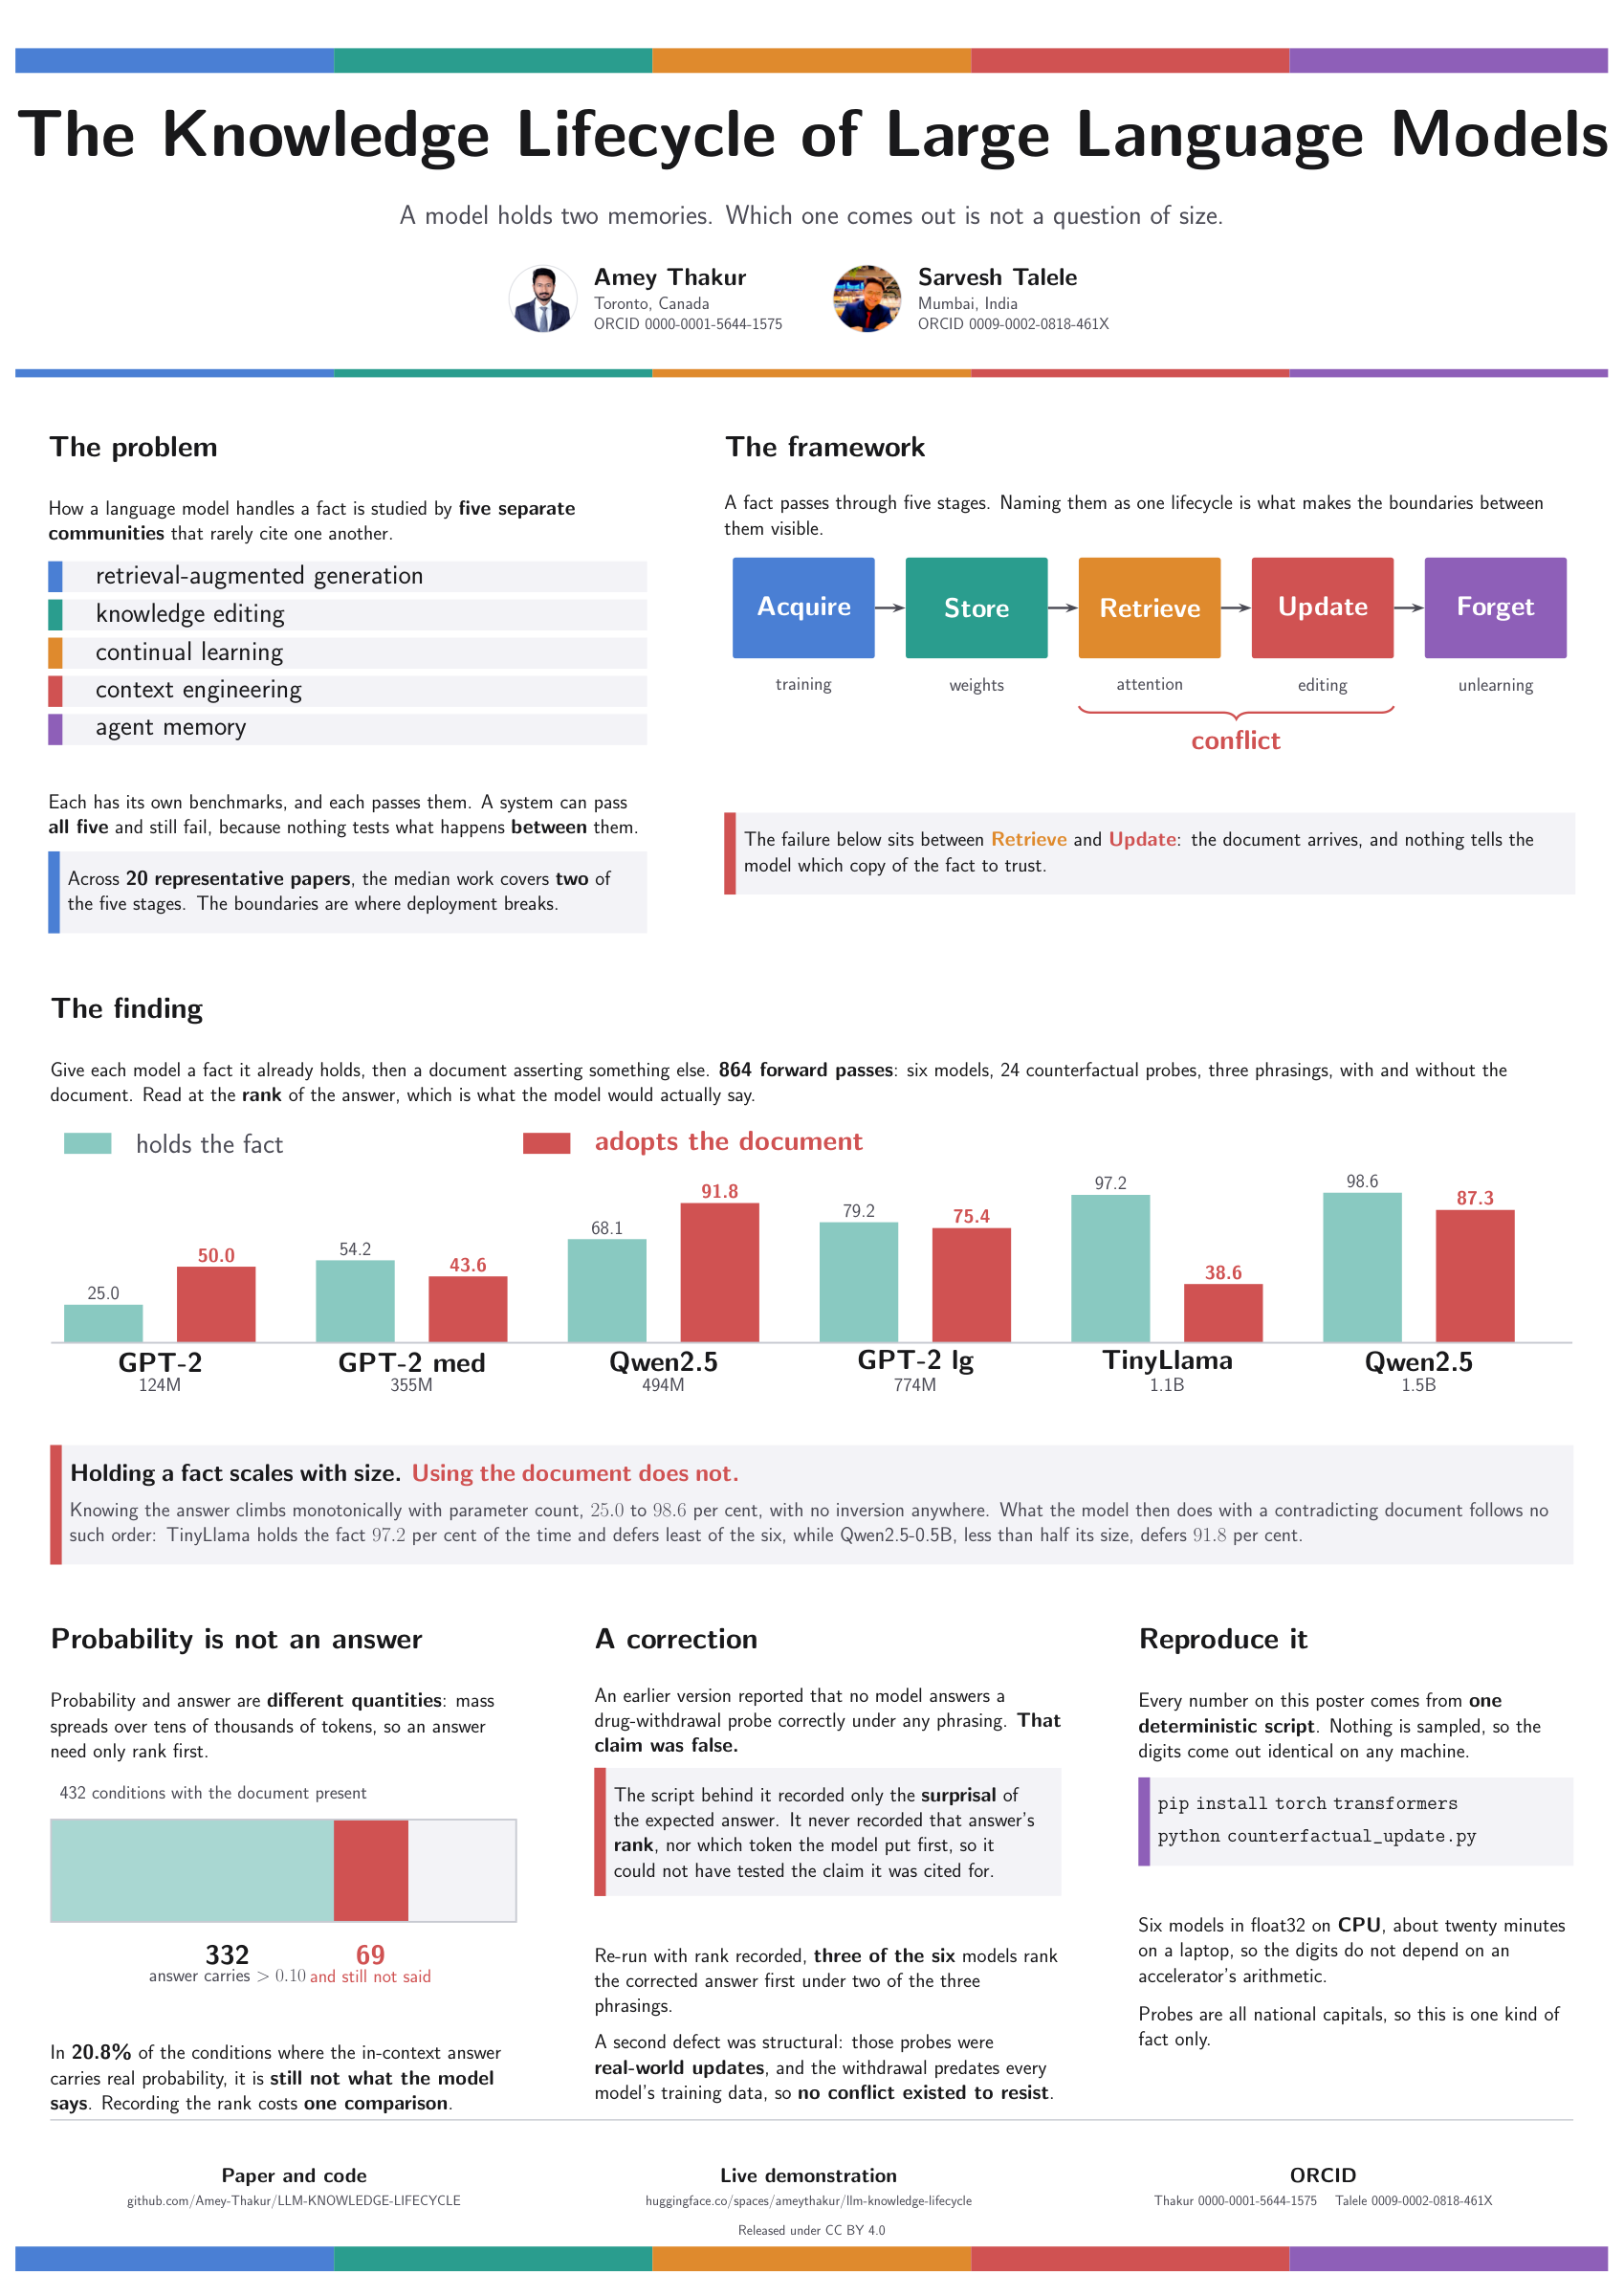 The Knowledge Lifecycle of Large Language Models
A model holds two memories. Which one comes out is not a question of size.
Amey Thakur
Toronto, Canada
ORCID 0000-0001-5644-1575
Sarvesh Talele
Mumbai, India
ORCID 0009-0002-0818-461X
The problem
How a language model handles a fact is studied by five separate
communities that rarely cite one another.
retrieval-augmented generation
knowledge editing
continual learning
context engineering
agent memory
Each has its own benchmarks, and each passes them. A system can pass
all five and still fail, because nothing tests what happens between them.
Across 20 representative papers, the median work covers two of
the five stages. The boundaries are where deployment breaks.
The framework
A fact passes through five stages. Naming them as one lifecycle is what makes the boundaries between
them visible.
Acquire Store Retrieve Update Forget
training weights attention editing unlearning
conflict
The failure below sits between Retrieve and Update: the document arrives, and nothing tells the
model which copy of the fact to trust.
The finding
Give each model a fact it already holds, then a document asserting something else. 864 forward passes: six models, 24 counterfactual probes, three phrasings, with and without the
document. Read at the rank of the answer, which is what the model would actually say.
holds the fact adopts the document
25.0 50.0 54.2 43.6 68.1 91.8 79.2 75.4 97.2 38.6 98.6 87.3
GPT-2 GPT-2 med Qwen2.5 GPT-2 lg TinyLlama Qwen2.5
124M 355M 494M 774M 1.1B 1.5B
Holding a fact scales with size. Using the document does not.
Knowing the answer climbs monotonically with parameter count, 25.0 to 98.6 per cent, with no inversion anywhere. What the model then does with a contradicting document follows no
such order: TinyLlama holds the fact 97.2 per cent of the time and defers least of the six, while Qwen2.5-0.5B, less than half its size, defers 91.8 per cent.
Probability is not an answer
Probability and answer are different quantities: mass
spreads over tens of thousands of tokens, so an answer
need only rank first.
432 conditions with the document present
332 69
answer carries > 0.10 and still not said
In 20.8% of the conditions where the in-context answer
carries real probability, it is still not what the model
says. Recording the rank costs one comparison.
A correction
An earlier version reported that no model answers a
drug-withdrawal probe correctly under any phrasing. That
claim was false.
The script behind it recorded only the surprisal of
the expected answer. It never recorded that answer's
rank, nor which token the model put first, so it
could not have tested the claim it was cited for.
Re-run with rank recorded, three of the six models rank
the corrected answer first under two of the three
phrasings.
A second defect was structural: those probes were
real-world updates, and the withdrawal predates every
model's training data, so no conflict existed to resist.
Reproduce it
Every number on this poster comes from one
deterministic script. Nothing is sampled, so the
digits come out identical on any machine.
pip install torch transformers
python counterfactual_update.py
Six models in float32 on CPU, about twenty minutes
on a laptop, so the digits do not depend on an
accelerator's arithmetic.
Probes are all national capitals, so this is one kind of
fact only.
Paper and code
github.com/Amey-Thakur/LLM-KNOWLEDGE-LIFECYCLE
Live demonstration
huggingface.co/spaces/ameythakur/llm-knowledge-lifecycle
ORCID
Thakur 0000-0001-5644-1575 Talele 0009-0002-0818-461X
Released under CC BY 4.0